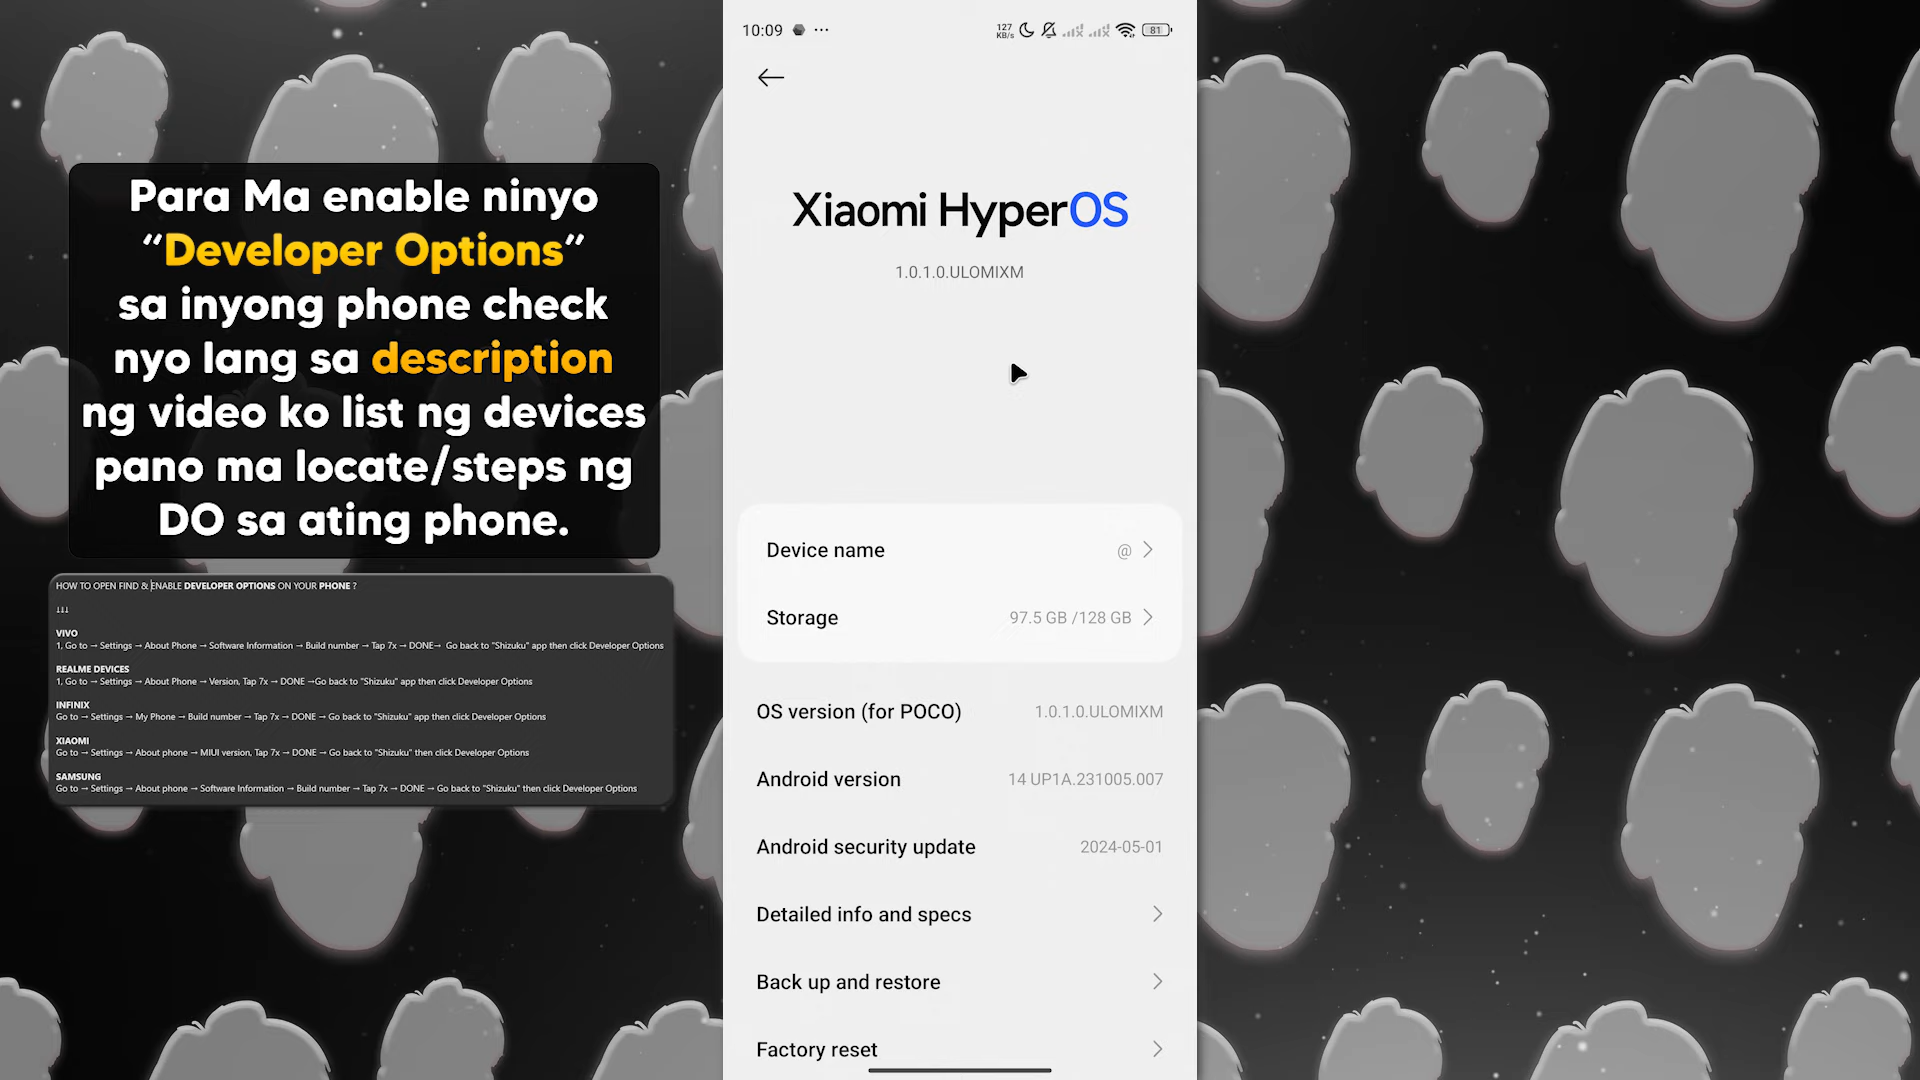 Para Ma enable ninyo
“Developer Options”
sa inyong phone check
nyo lang sa description
ng video ko list ng devices
pano ma locate/steps ng
DO sa ating phone.
HOW TO OPEN FIND & ENABLE DEVELOPER OPTIONS ON YOUR PHONE ?
↓↓↓
VIVO
1, Go to → Settings → About Phone → Software Information → Build number → Tap 7x → DONE→ Go back to "Shizuku" app then click Developer Options
REALME DEVICES
1, Go to → Settings → About Phone → Version, Tap 7x → DONE →Go back to "Shizuku" app then click Developer Options
INFINIX
Go to → Settings → My Phone → Build number → Tap 7x → DONE → Go back to "Shizuku" app then click Developer Options
XIAOMI
Go to → Settings → About phone → MIUI version, Tap 7x → DONE → Go back to "Shizuku" then click Developer Options
SAMSUNG
Go to → Settings → About phone → Software Information → Build number → Tap 7x → DONE → Go back to "Shizuku" then click Developer Options
10:09 127 KB/s 81
Xiaomi HyperOS
1.0.1.0.ULOMIXM
Device name @
Storage 97.5 GB /128 GB
OS version (for POCO) 1.0.1.0.ULOMIXM
Android version 14 UP1A.231005.007
Android security update 2024-05-01
Detailed info and specs
Back up and restore
Factory reset